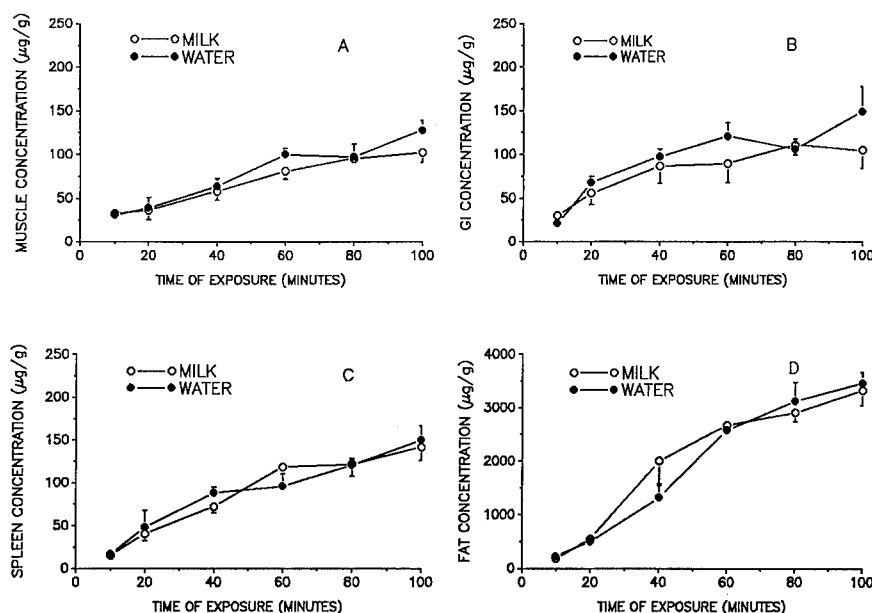 250
200
150
100
50
0
MUSCLE CONCENTRATION (μg/g)
MILK
WATER
A
0 20 40 60 80 100
TIME OF EXPOSURE (MINUTES)
250
200
150
100
50
0
GI CONCENTRATION (μg/g)
MILK
WATER
B
0 20 40 60 80 100
TIME OF EXPOSURE (MINUTES)
250
200
150
100
50
0
SPLEEN CONCENTRATION (μg/g)
MILK
WATER
C
0 20 40 60 80 100
TIME OF EXPOSURE (MINUTES)
4000
3000
2000
1000
0
FAT CONCENTRATION (μg/g)
MILK
WATER
D
0 20 40 60 80 100
TIME OF EXPOSURE (MINUTES)